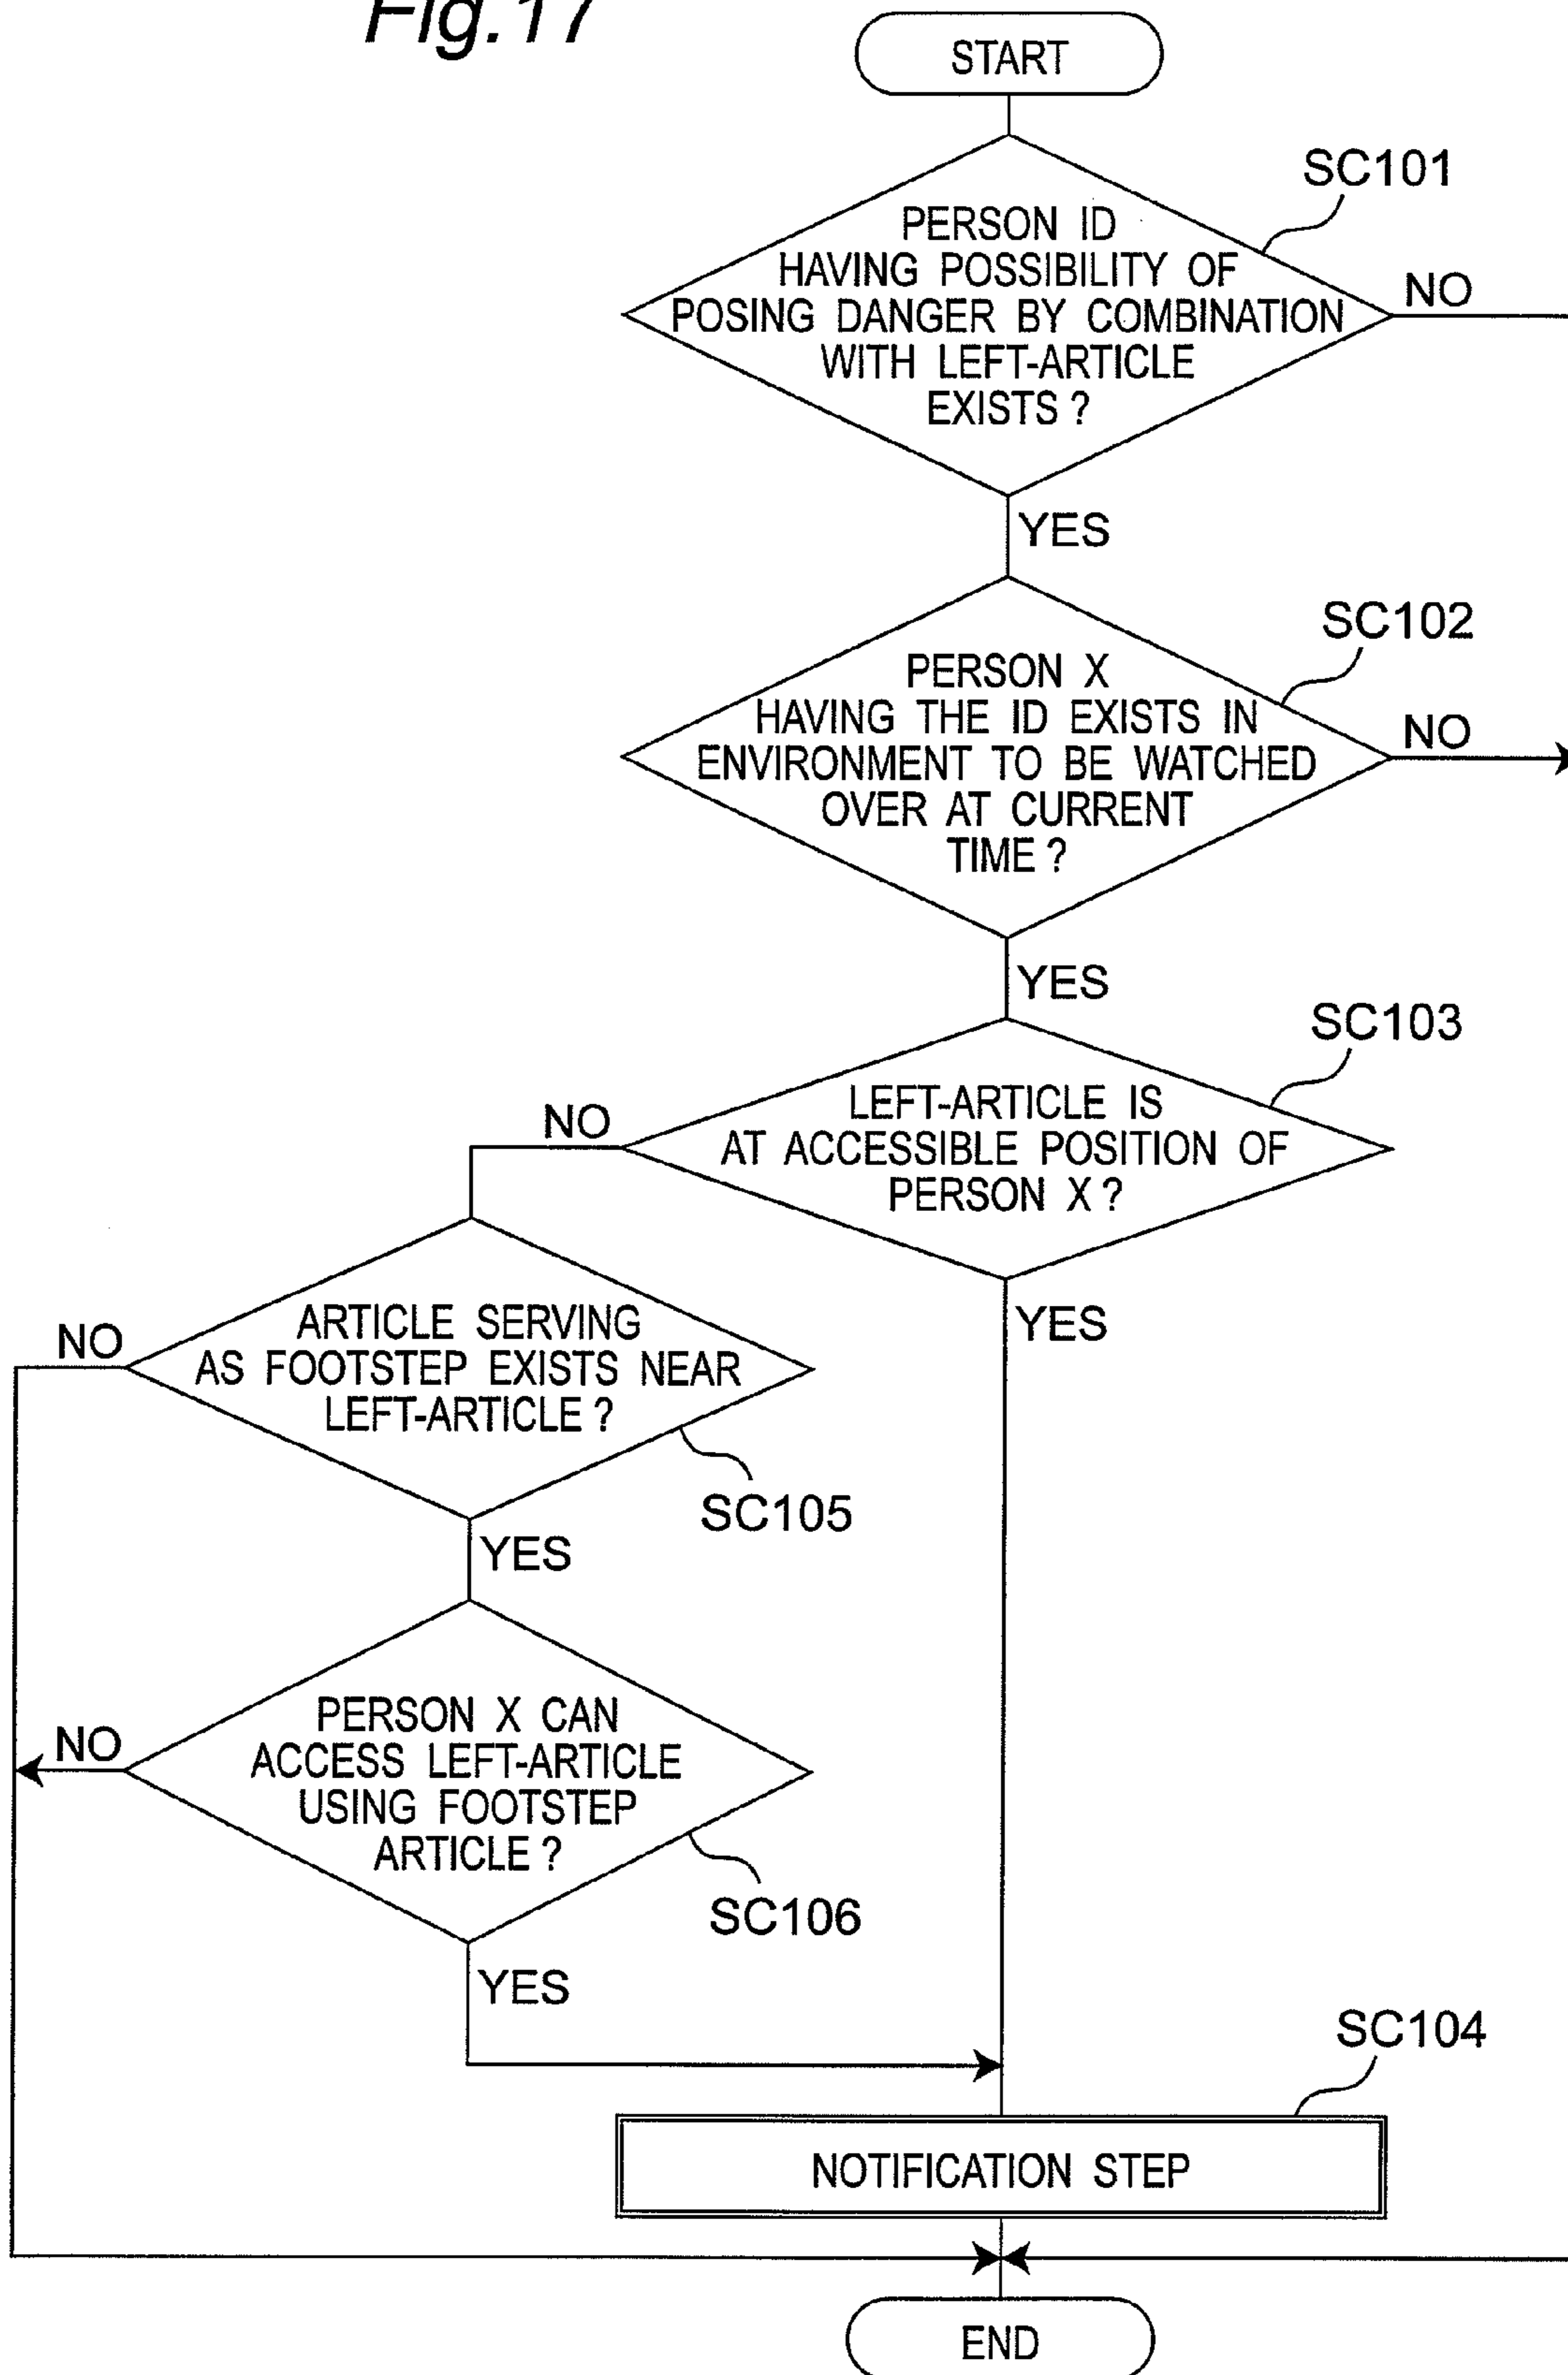 Fig.17
START
SC101
PERSON ID
HAVING POSSIBILITY OF
POSING DANGER BY COMBINATION
WITH LEFT-ARTICLE
EXISTS ?
NO
YES
SC102
PERSON X
HAVING THE ID EXISTS IN
ENVIRONMENT TO BE WATCHED
OVER AT CURRENT
TIME ?
NO
YES
SC103
LEFT-ARTICLE IS
AT ACCESSIBLE POSITION OF
PERSON X ?
NO
YES
ARTICLE SERVING
AS FOOTSTEP EXISTS NEAR
LEFT-ARTICLE ?
NO
SC105
YES
PERSON X CAN
ACCESS LEFT-ARTICLE
USING FOOTSTEP
ARTICLE ?
NO
SC106
YES
SC104
NOTIFICATION STEP
END